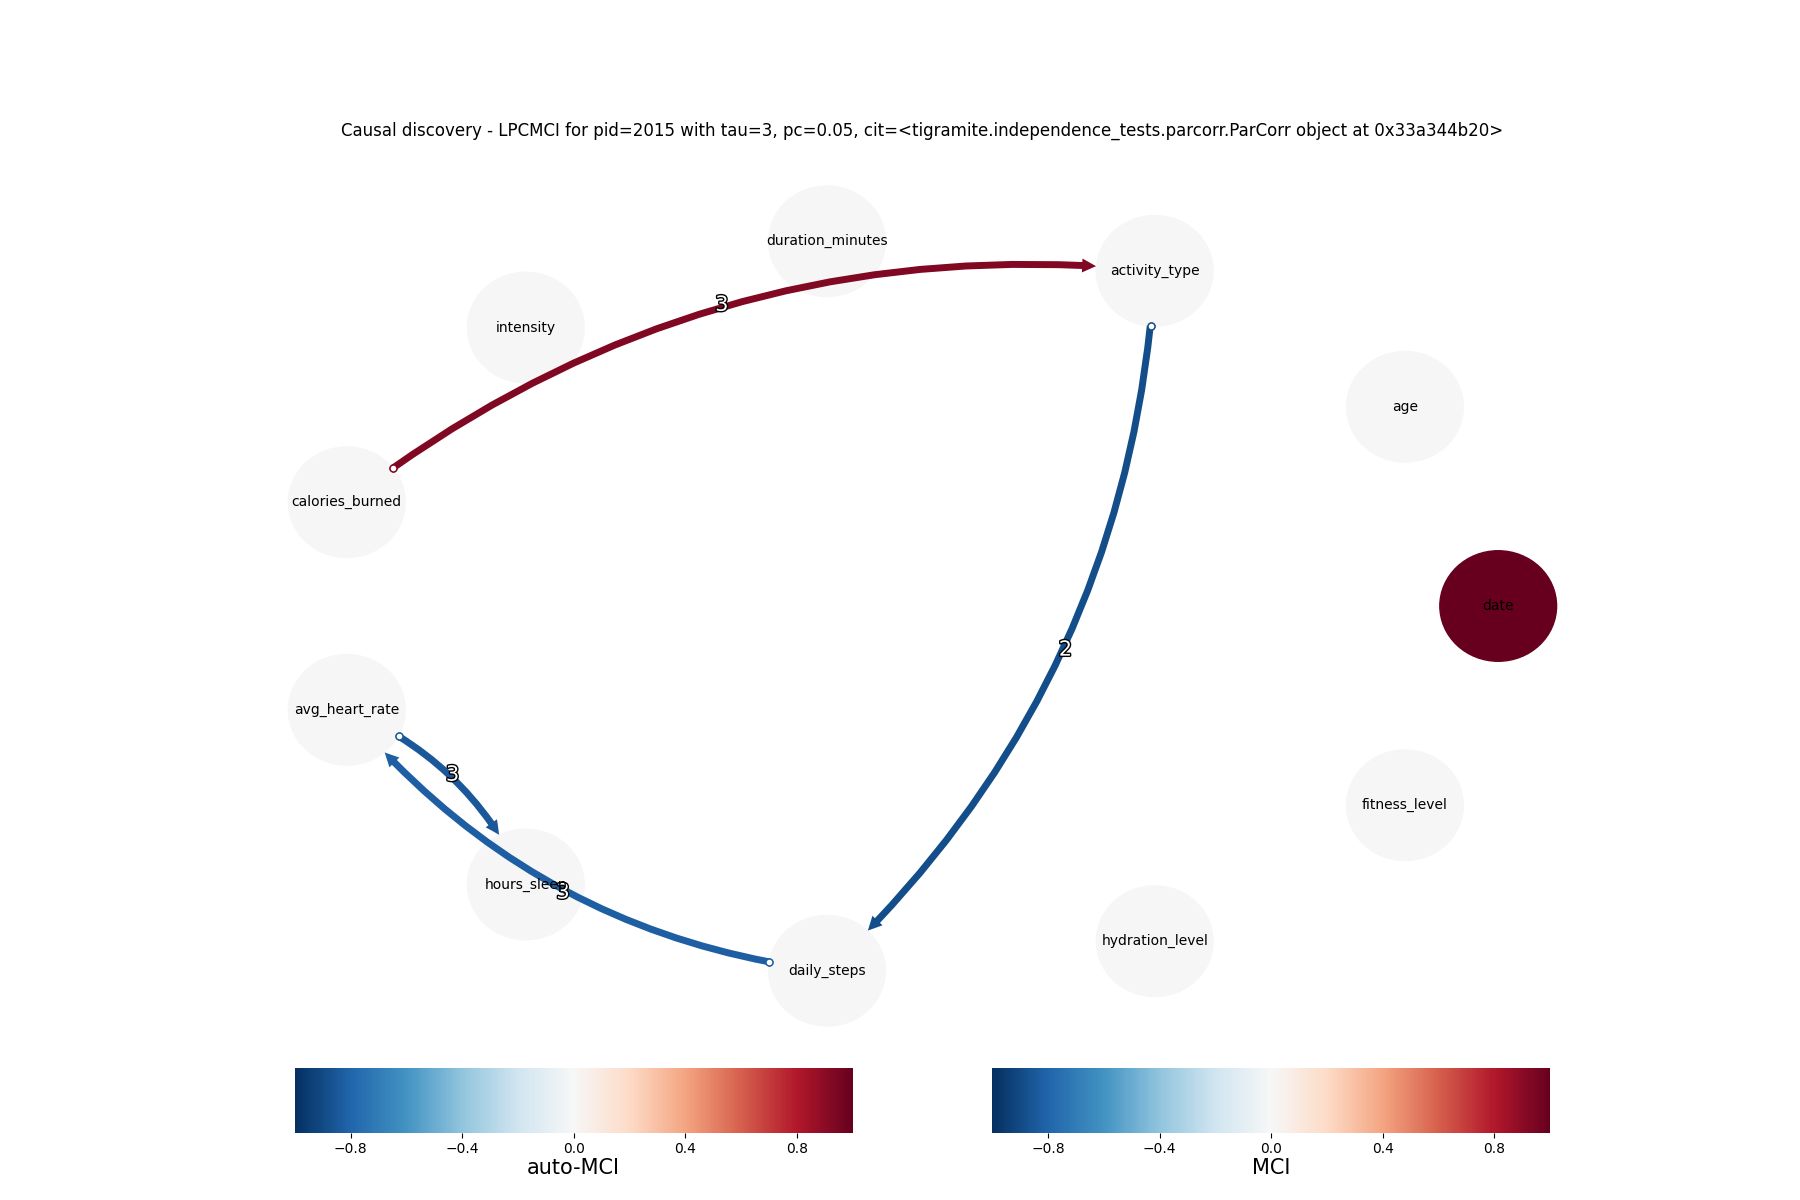 Causal discovery - LPCMCI for pid=2015 with tau=3, pc=0.05, cit=<tigramite.independence_tests.parcorr.ParCorr object at 0x33a344b20>
duration_minutes
activity_type
3
intensity
age
calories_burned
date
2
avg_heart_rate
3
fitness_level
hours_sleep
3
hydration_level
daily_steps
−0.8 −0.4 0.0 0.4 0.8
auto-MCI
−0.8 −0.4 0.0 0.4 0.8
MCI